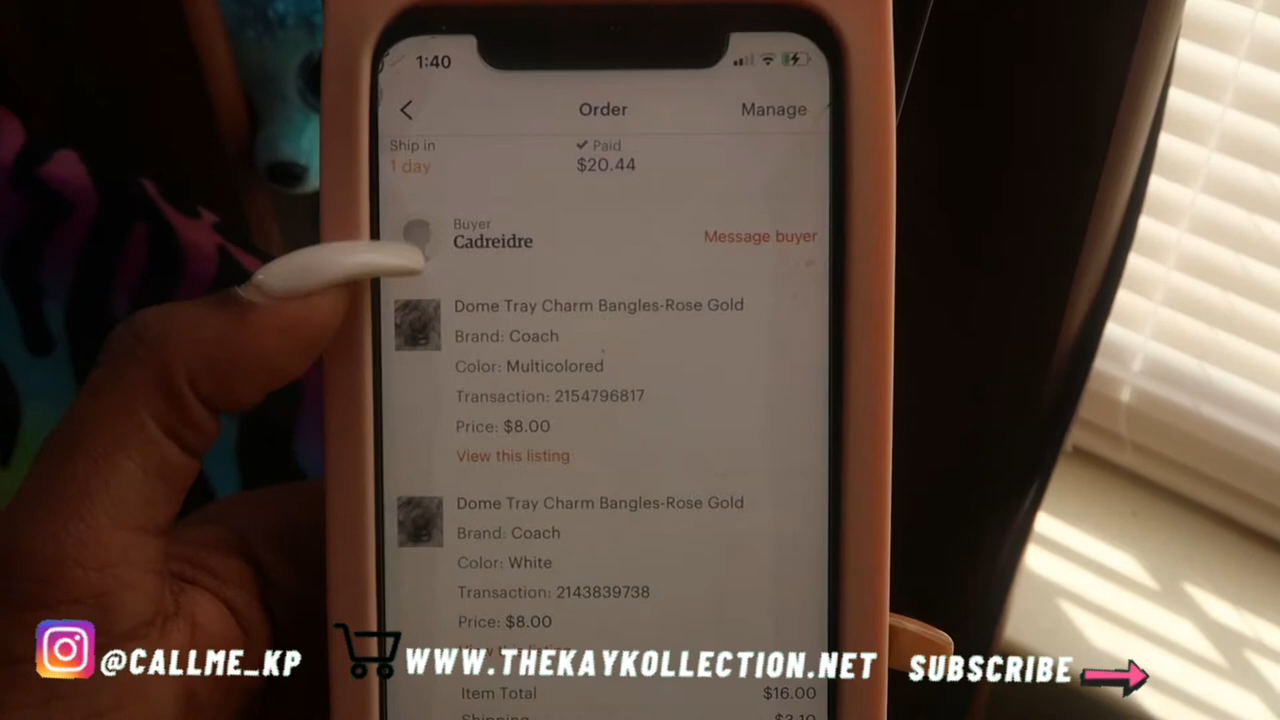 1:40
Order
Manage
Ship in
1 day
Paid
$20.44
Buyer
Cadreidre
Message buyer
Dome Tray Charm Bangles-Rose Gold
Brand: Coach
Color: Multicolored
Transaction: 2154796817
Price: $8.00
View this listing
Dome Tray Charm Bangles-Rose Gold
Brand: Coach
Color: White
Transaction: 2143839738
Price: $8.00
@CALLME_KP
WWW.THEKAYKOLLECTION.NET
SUBSCRIBE
Item Total $16.00
Shipping $3.10